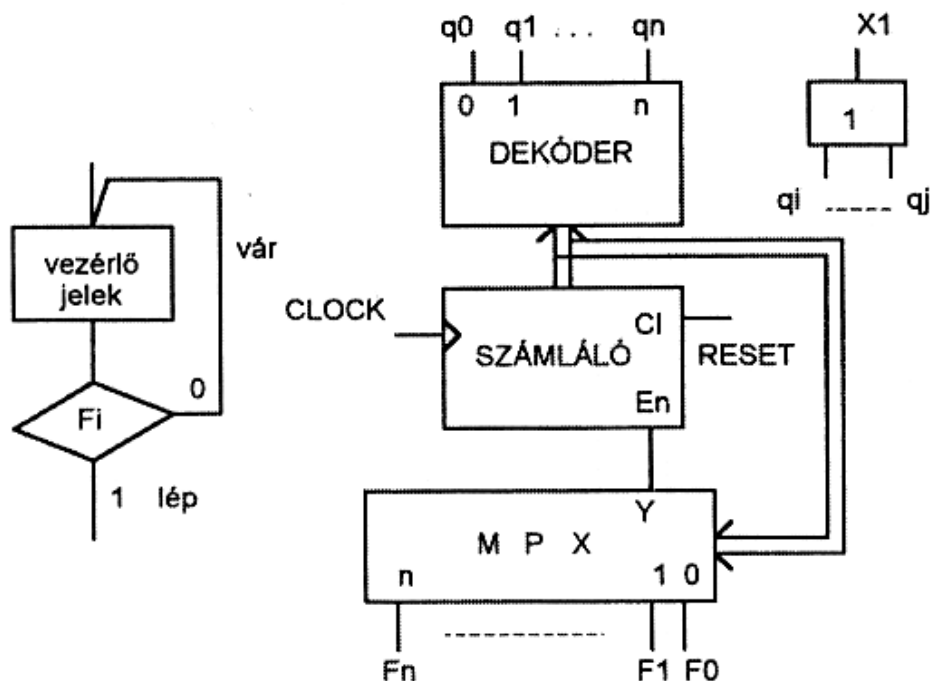 q0 q1 . . . qn
X1
0 1 n
DEKÓDER
1
qi ----- qj
vezérlő
jelek
vár
0
Fi
1 lép
CLOCK
Cl
SZÁMLÁLÓ
RESET
En
Y
M P X
n 1 0
Fn F1 F0